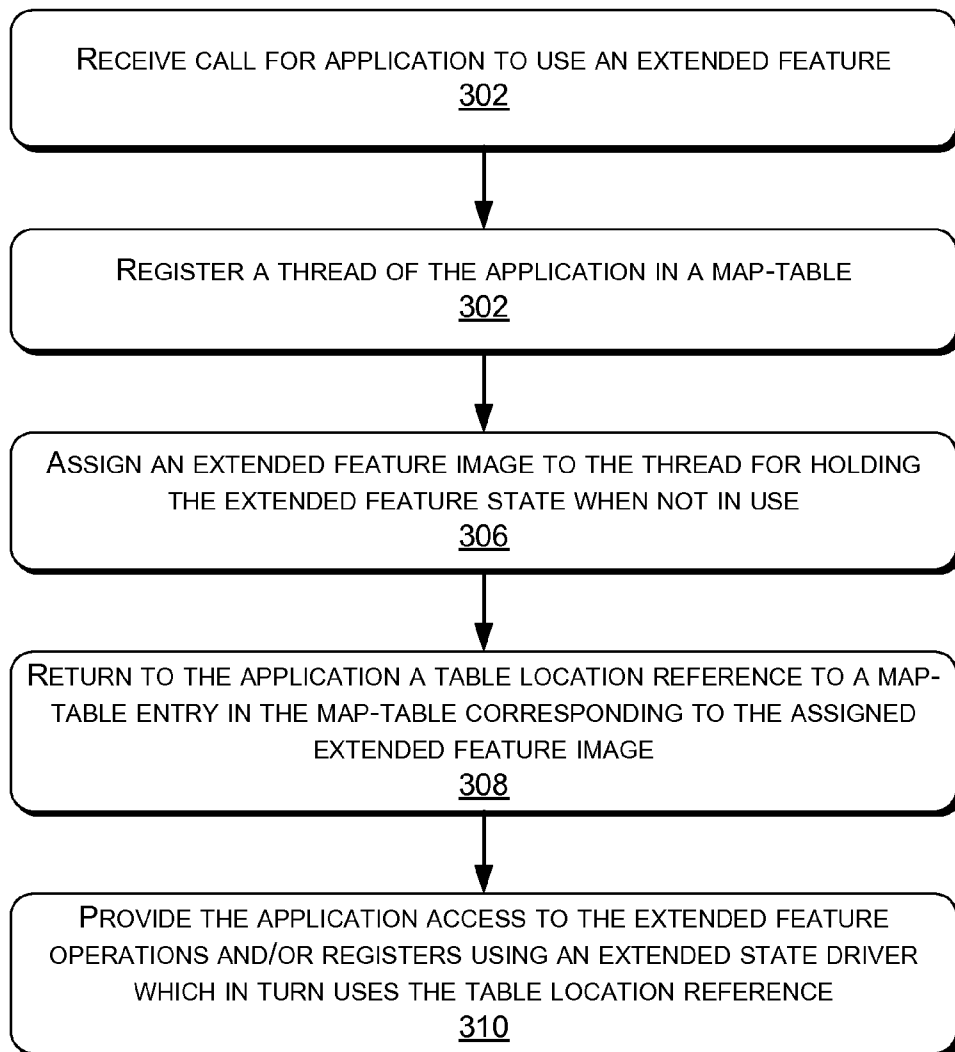 RECEIVE CALL FOR APPLICATION TO USE AN EXTENDED FEATURE
302
REGISTER A THREAD OF THE APPLICATION IN A MAP-TABLE
302
ASSIGN AN EXTENDED FEATURE IMAGE TO THE THREAD FOR HOLDING
THE EXTENDED FEATURE STATE WHEN NOT IN USE
306
RETURN TO THE APPLICATION A TABLE LOCATION REFERENCE TO A MAP-
TABLE ENTRY IN THE MAP-TABLE CORRESPONDING TO THE ASSIGNED
EXTENDED FEATURE IMAGE
308
PROVIDE THE APPLICATION ACCESS TO THE EXTENDED FEATURE
OPERATIONS AND/OR REGISTERS USING AN EXTENDED STATE DRIVER
WHICH IN TURN USES THE TABLE LOCATION REFERENCE
310